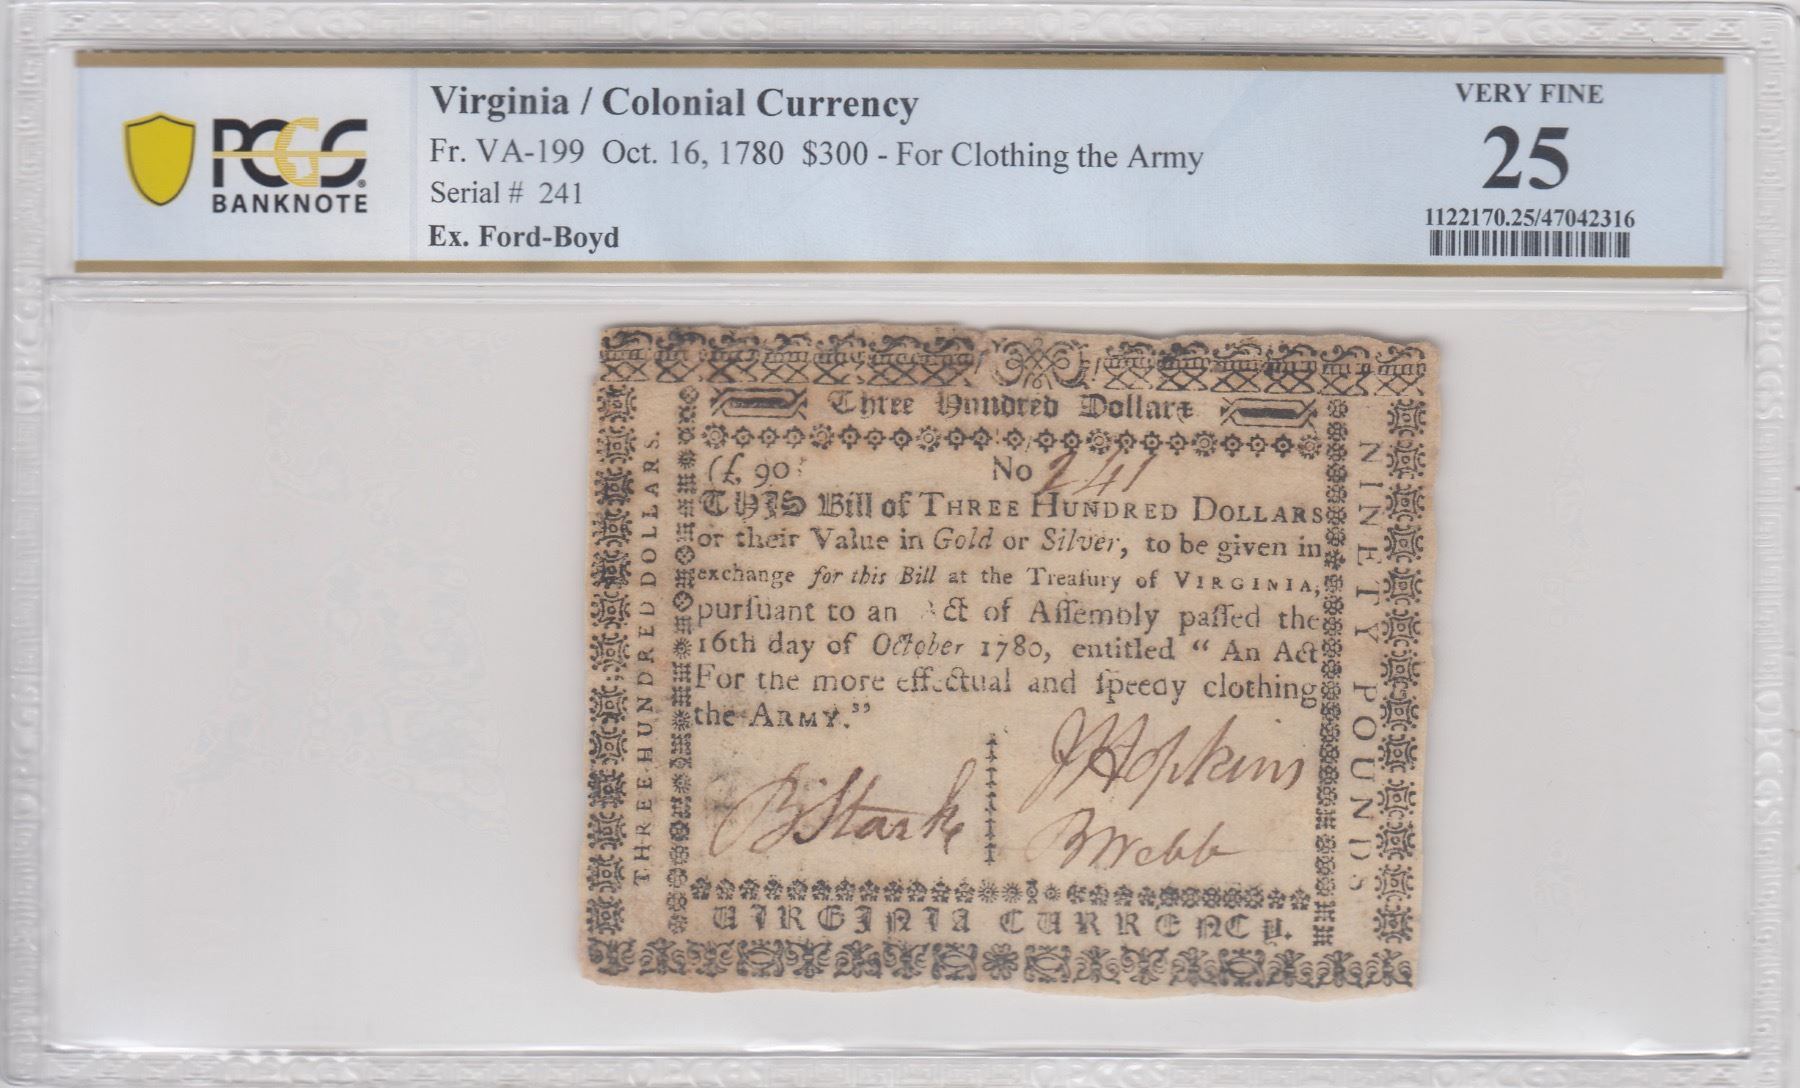 Virginia / Colonial Currency
Fr. VA-199 Oct. 16, 1780 $300 - For Clothing the Army
Serial # 241
Ex. Ford-Boyd
PCGS
BANKNOTE
VERY FINE
25
1122170.25/47042316
Three Hundred Dollars
(£. 90
No 241
THIS Bill of THREE HUNDRED DOLLARS
or their Value in Gold or Silver, to be given in
exchange for this Bill at the Treaſury of VIRGINIA,
purſuant to an Act of Aſſembly paſſed the
16th day of October 1780, entitled “ An Act
For the more effectual and ſpeedy clothing
the ARMY.”
B Stark
J Hopkins
B Webb
VIRGINIA CURRENCY.
THREE HUNDRED DOLLARS.
NINETY POUNDS